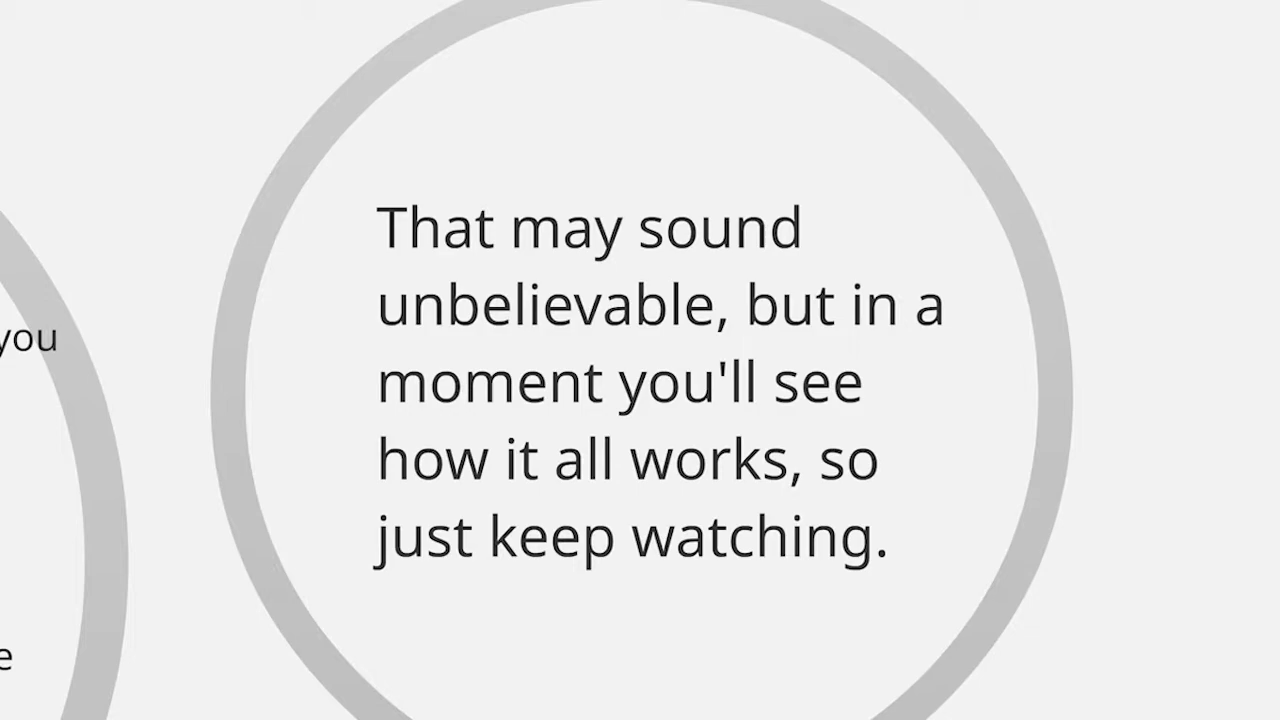 you
e
That may sound
unbelievable, but in a
moment you'll see
how it all works, so
just keep watching.